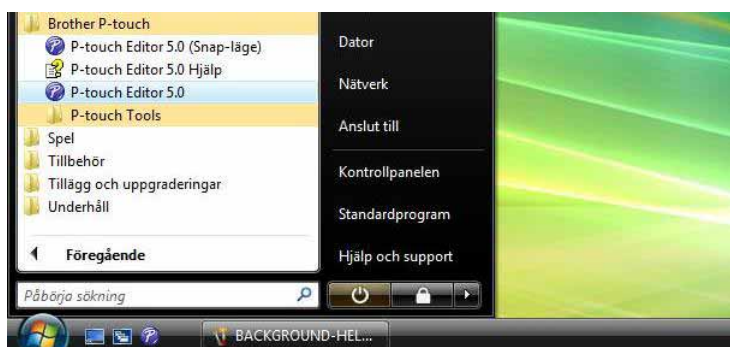 Brother P-touch
P-touch Editor 5.0 (Snap-läge)
P-touch Editor 5.0 Hjälp
P-touch Editor 5.0
P-touch Tools
Spel
Tillbehör
Tillägg och uppgraderingar
Underhåll
Föregående
Påbörja sökning
Dator
Nätverk
Anslut till
Kontrollpanelen
Standardprogram
Hjälp och support
BACKGROUND-HEL...